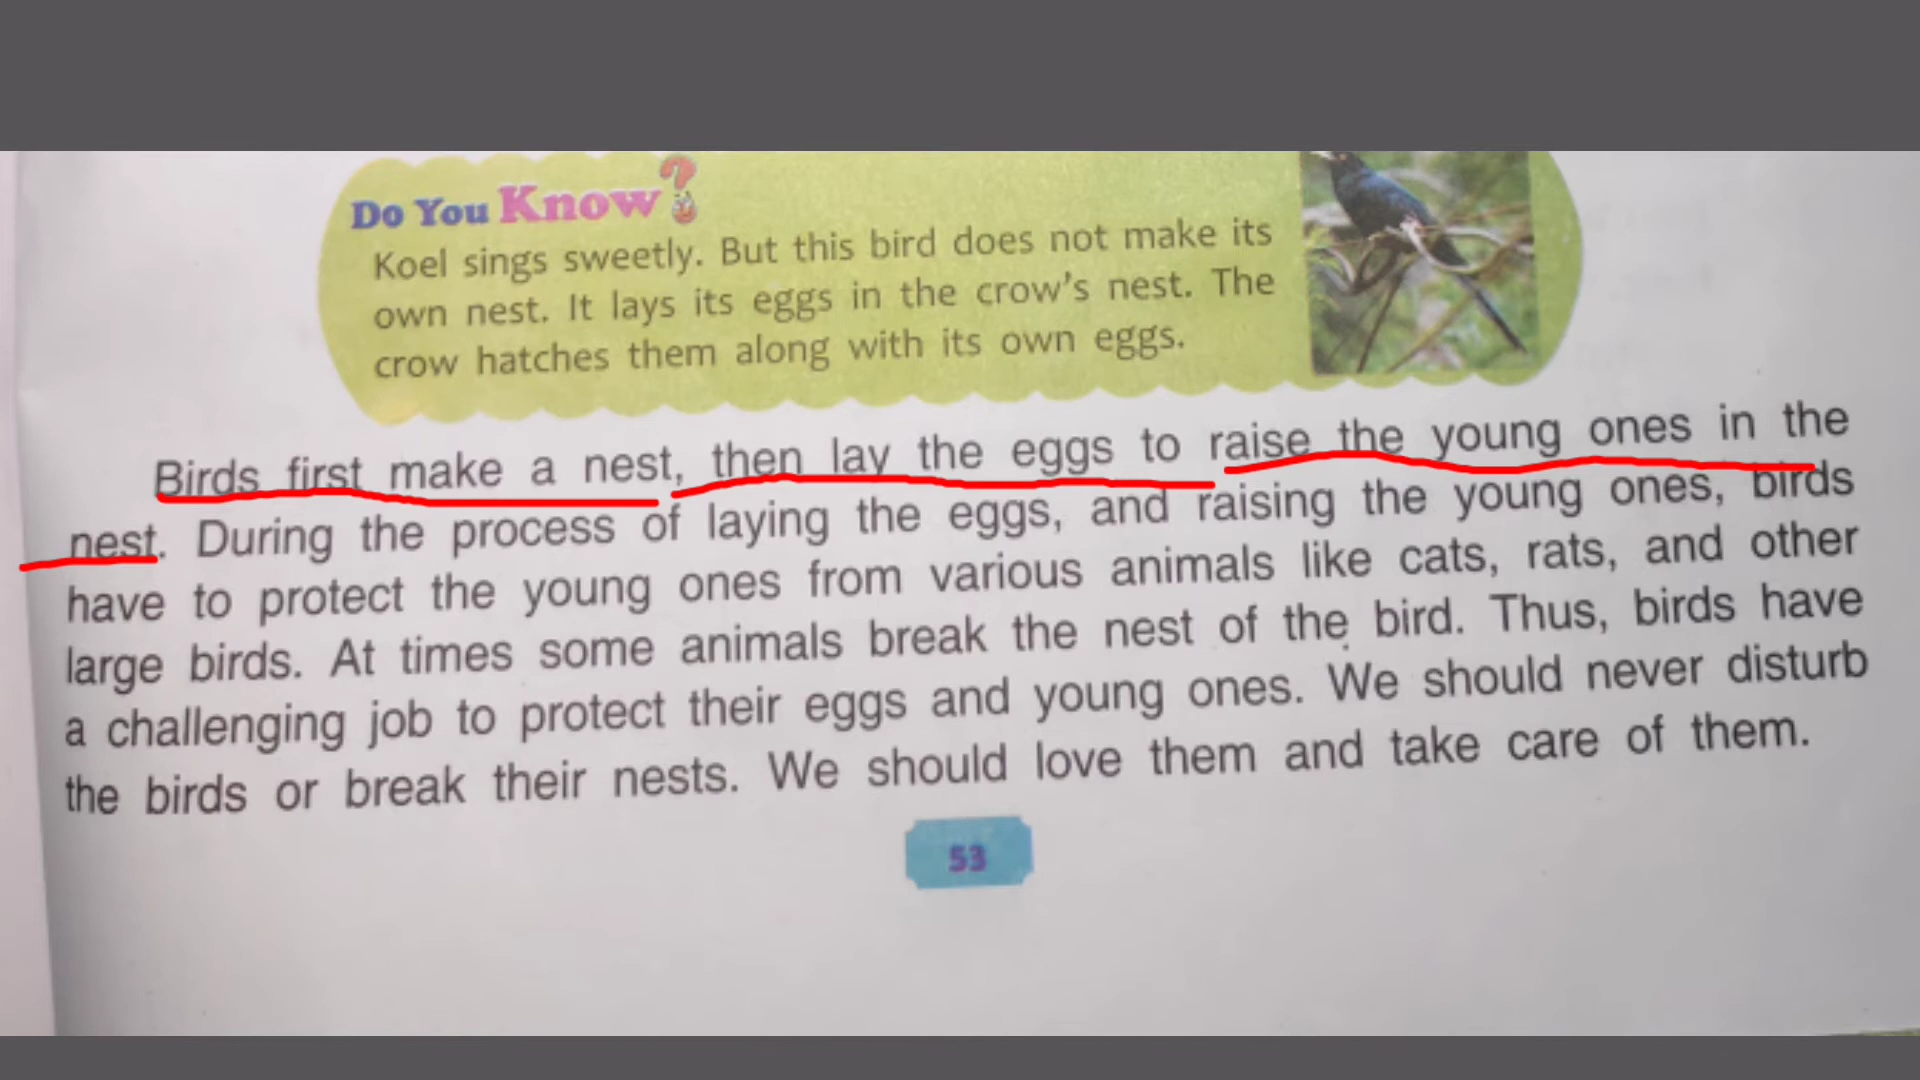 Do You Know?
Koel sings sweetly. But this bird does not make its
own nest. It lays its eggs in the crow's nest. The
crow hatches them along with its own eggs.
Birds first make a nest, then lay the eggs to raise the young ones in the
nest. During the process of laying the eggs, and raising the young ones, birds
have to protect the young ones from various animals like cats, rats, and other
large birds. At times some animals break the nest of the bird. Thus, birds have
a challenging job to protect their eggs and young ones. We should never disturb
the birds or break their nests. We should love them and take care of them.
53